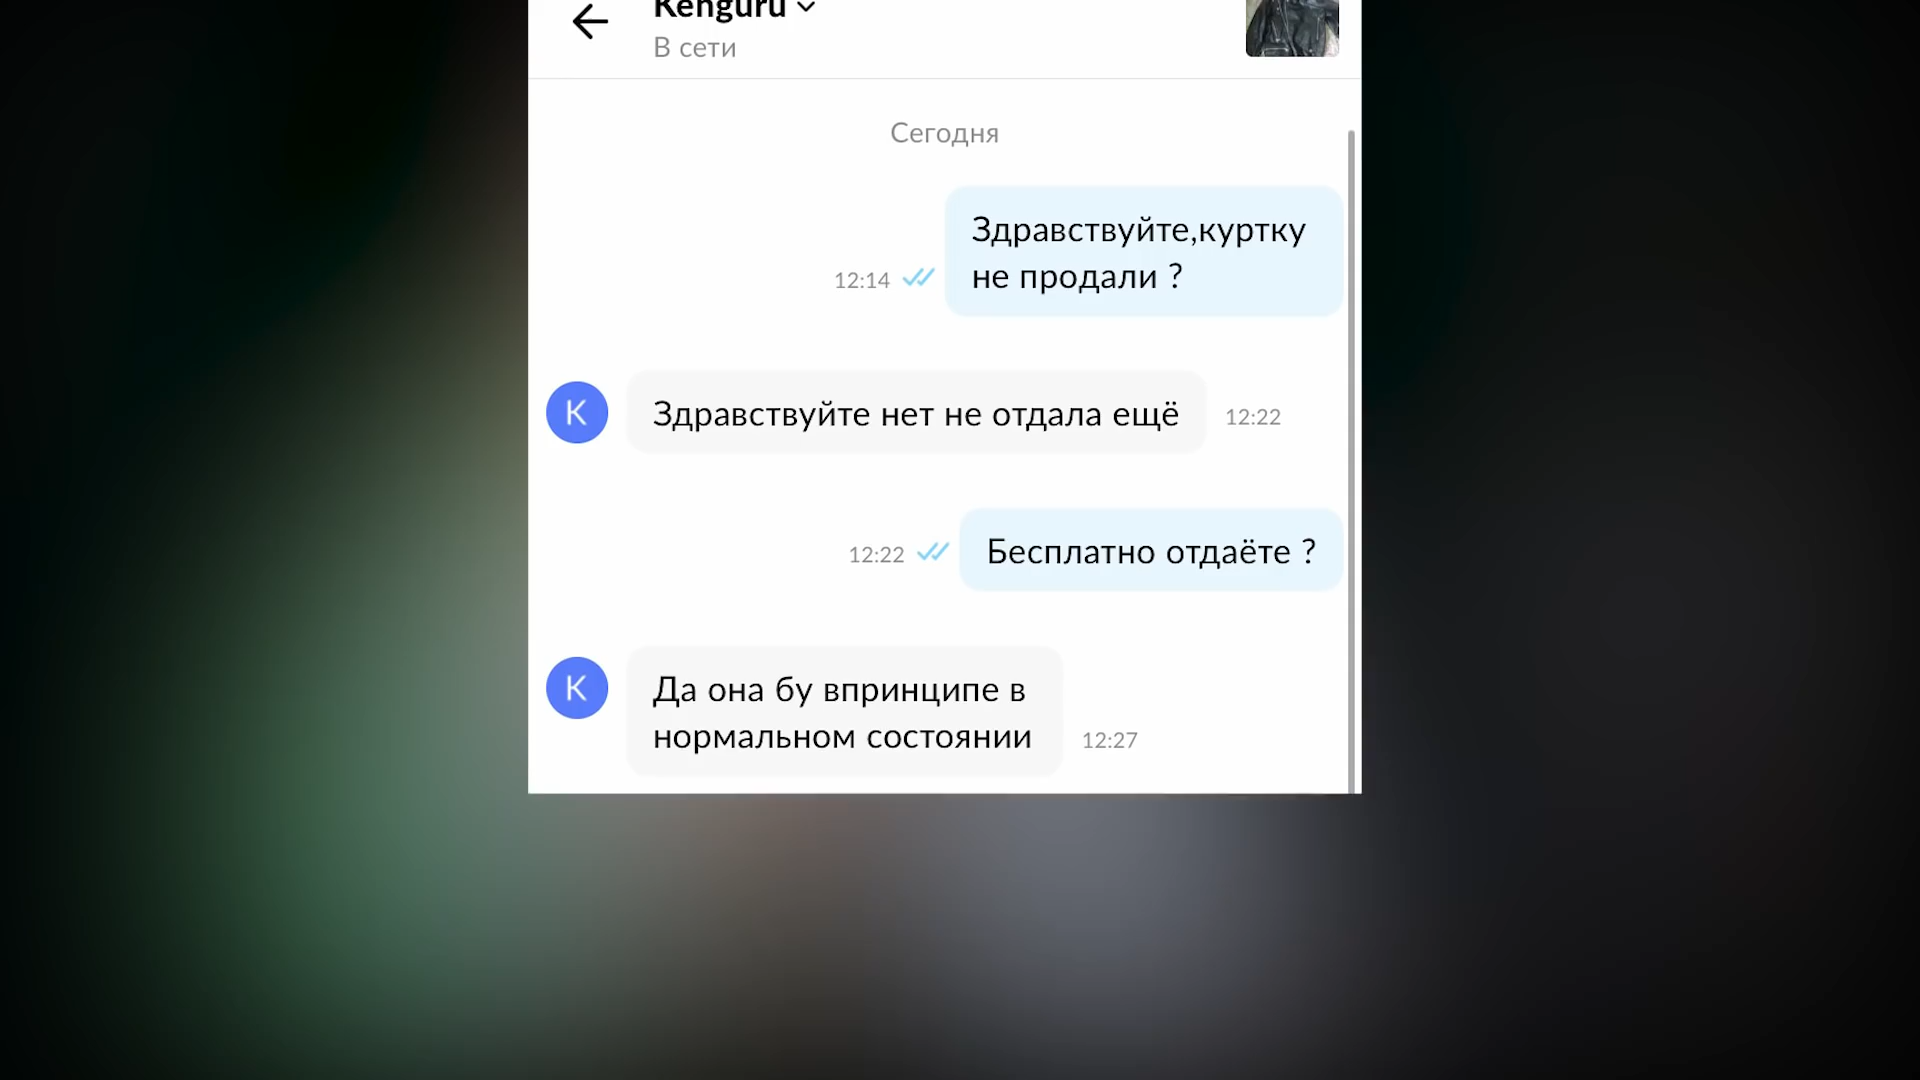 Kenguru
В сети
Сегодня
Здравствуйте,куртку
не продали ?
12:14
К
Здравствуйте нет не отдала ещё
12:22
Бесплатно отдаёте ?
12:22
К
Да она бу впринципе в
нормальном состоянии
12:27